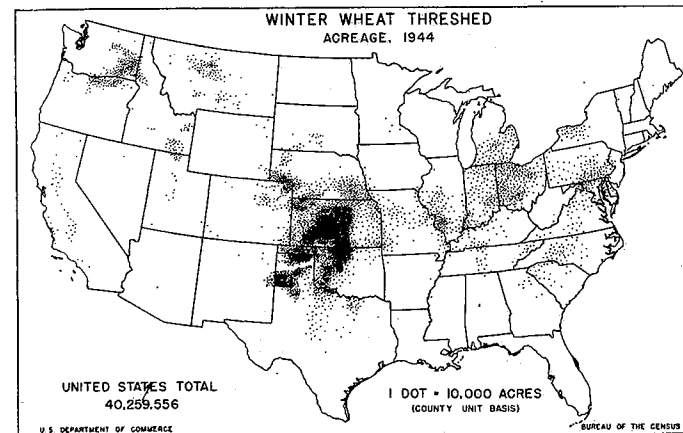 WINTER WHEAT THRESHED
ACREAGE, 1944
UNITED STATES TOTAL
40,259,556
1 DOT = 10,000 ACRES
(COUNTY UNIT BASIS)
U. S. DEPARTMENT OF COMMERCE
BUREAU OF THE CENSUS